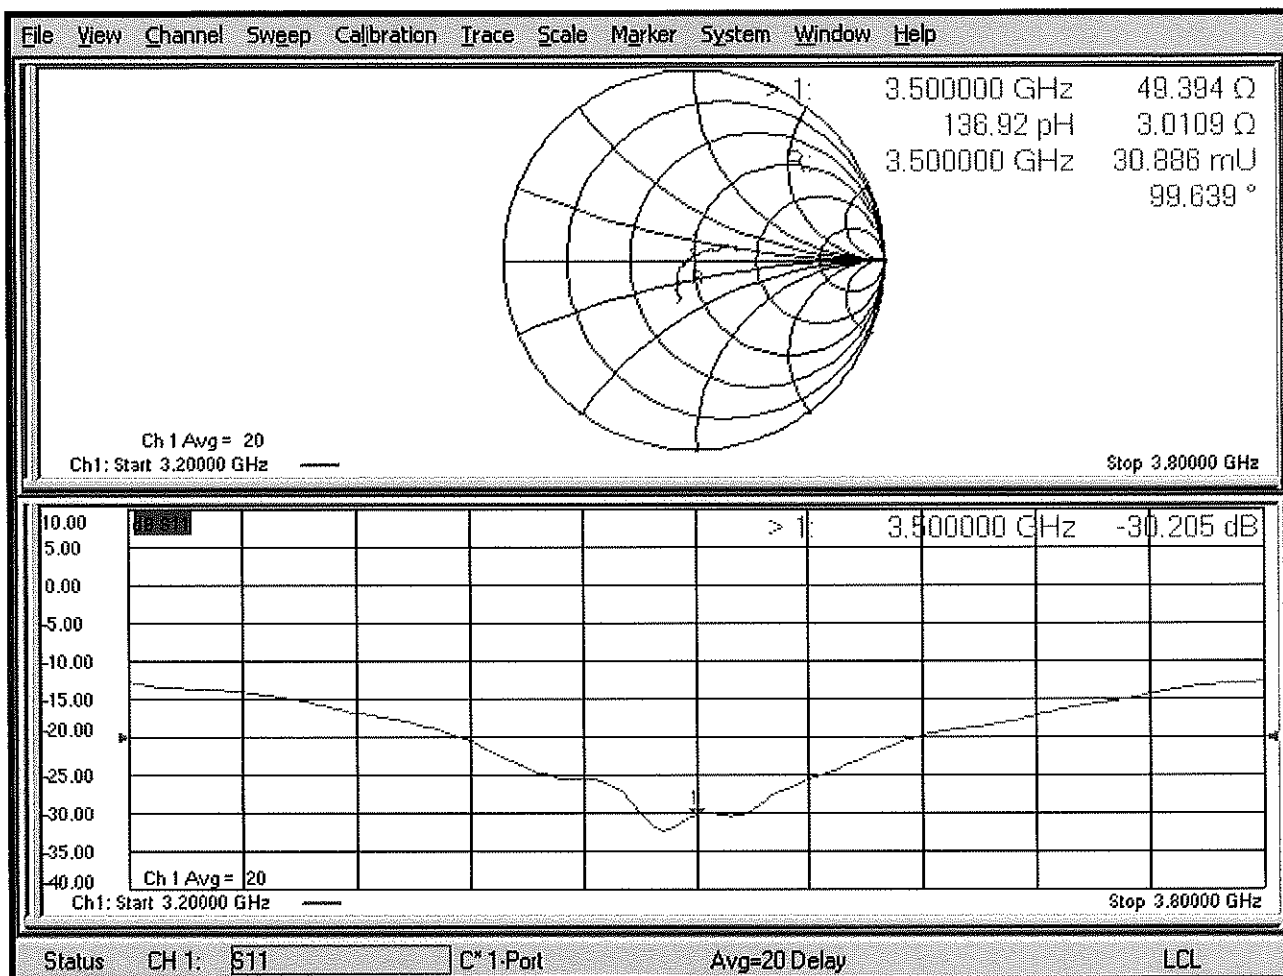 File View Channel Sweep Calibration Trace Scale Marker System Window Help
> 1: 3.500000 GHz 49.394 Ω
136.92 pH 3.0109 Ω
3.500000 GHz 30.886 mU
99.639 °
Ch 1 Avg = 20
Ch1: Start 3.20000 GHz
Stop 3.80000 GHz
10.00
dB S11
> 1: 3.500000 GHz -30.205 dB
5.00
0.00
-5.00
-10.00
-15.00
-20.00
-25.00
-30.00
-35.00
-40.00
Ch 1 Avg = 20
Ch1: Start 3.20000 GHz
Stop 3.80000 GHz
Status CH 1: S11 C* 1-Port Avg=20 Delay LCL